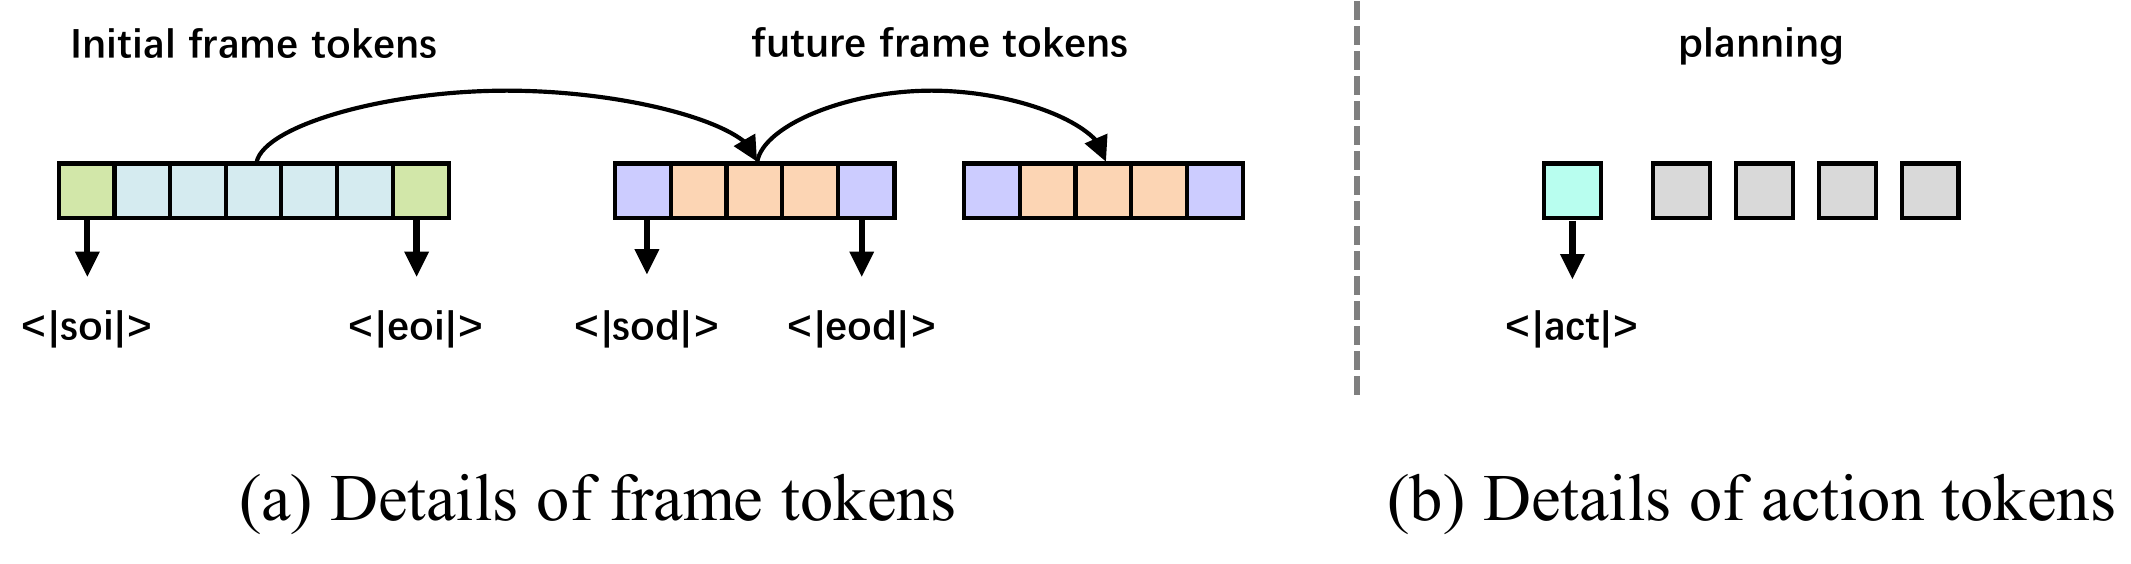 Initial frame tokens
future frame tokens
planning
<|soi|>
<|eoi|>
<|sod|>
<|eod|>
<|act|>
(a) Details of frame tokens
(b) Details of action tokens